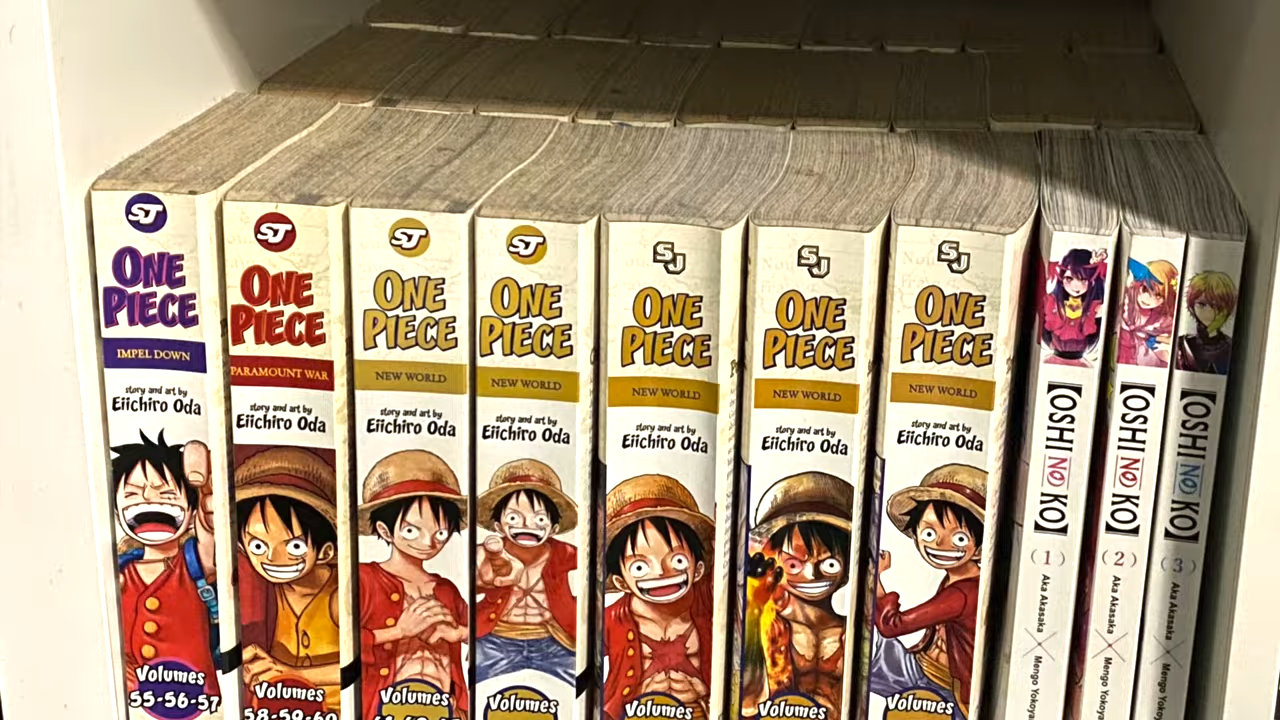 SJ
ONE
PIECE
IMPEL DOWN
story and art by
Eiichiro Oda
Volumes
55-56-57
SJ
ONE
PIECE
PARAMOUNT WAR
story and art by
Eiichiro Oda
Volumes
58-59-60
SJ
ONE
PIECE
NEW WORLD
story and art by
Eiichiro Oda
Volumes
SJ
ONE
PIECE
NEW WORLD
story and art by
Eiichiro Oda
Volumes
SJ
ONE
PIECE
NEW WORLD
story and art by
Eiichiro Oda
Volumes
SJ
ONE
PIECE
NEW WORLD
story and art by
Eiichiro Oda
Volumes
SJ
ONE
PIECE
NEW WORLD
story and art by
Eiichiro Oda
Volumes
【OSHI NO KO】
(1)
Aka Akasaka × Mengo
【OSHI NO KO】
(2)
Aka Akasaka × Mengo
【OSHI NO KO】
(3)
Aka Akasaka × Mengo